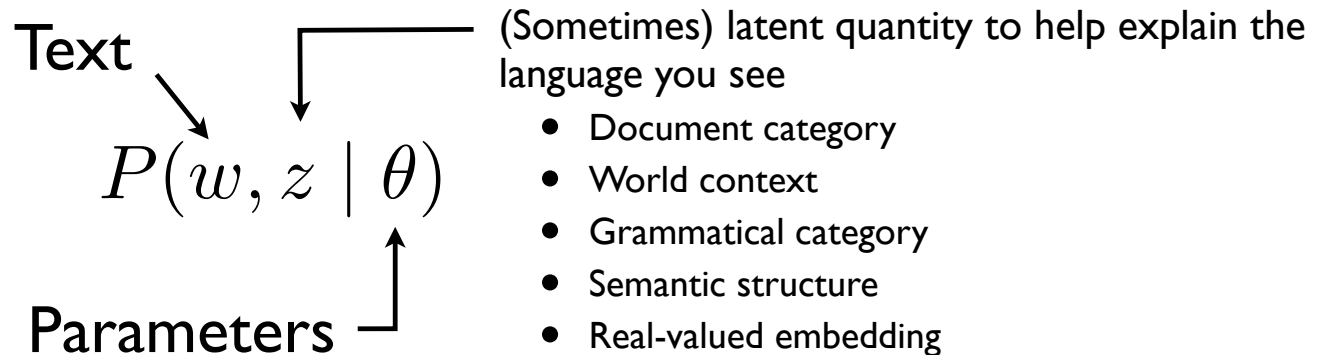 Text
(Sometimes) latent quantity to help explain the
language you see
P(w, z | θ)
• Document category
• World context
• Grammatical category
• Semantic structure
• Real-valued embedding
Parameters